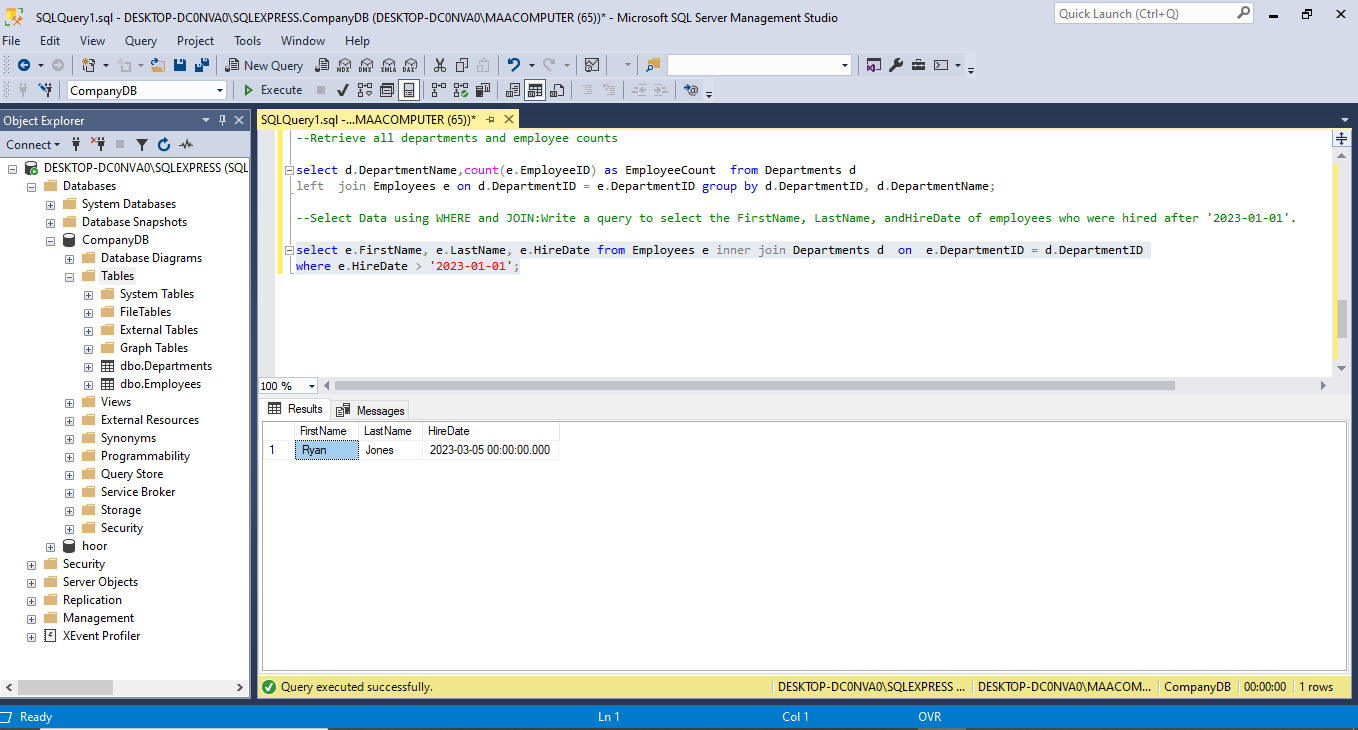 SQLQuery1.sql - DESKTOP-DC0NVA0\SQLEXPRESS.CompanyDB (DESKTOP-DC0NVA0\MAACOMPUTER (65))* - Microsoft SQL Server Management Studio
Quick Launch (Ctrl+Q)
File Edit View Query Project Tools Window Help
New Query MDX DMX XMLA DAX
CompanyDB Execute
Object Explorer
Connect
DESKTOP-DC0NVA0\SQLEXPRESS (SQL
Databases
System Databases
Database Snapshots
CompanyDB
Database Diagrams
Tables
System Tables
FileTables
External Tables
Graph Tables
dbo.Departments
dbo.Employees
Views
External Resources
Synonyms
Programmability
Query Store
Service Broker
Storage
Security
hoor
Security
Server Objects
Replication
Management
XEvent Profiler
SQLQuery1.sql -...MAACOMPUTER (65))*
--Retrieve all departments and employee counts
select d.DepartmentName,count(e.EmployeeID) as EmployeeCount  from Departments d
left  join Employees e on d.DepartmentID = e.DepartmentID group by d.DepartmentID, d.DepartmentName;
--Select Data using WHERE and JOIN:Write a query to select the FirstName, LastName, andHireDate of employees who were hired after '2023-01-01'.
select e.FirstName, e.LastName, e.HireDate from Employees e inner join Departments d  on  e.DepartmentID = d.DepartmentID
where e.HireDate > '2023-01-01';
100 %
Results Messages
FirstName LastName HireDate
1 Ryan Jones 2023-03-05 00:00:00.000
Query executed successfully.
DESKTOP-DC0NVA0\SQLEXPRESS ... DESKTOP-DC0NVA0\MAACOM... CompanyDB 00:00:00 1 rows
Ready Ln 1 Col 1 OVR